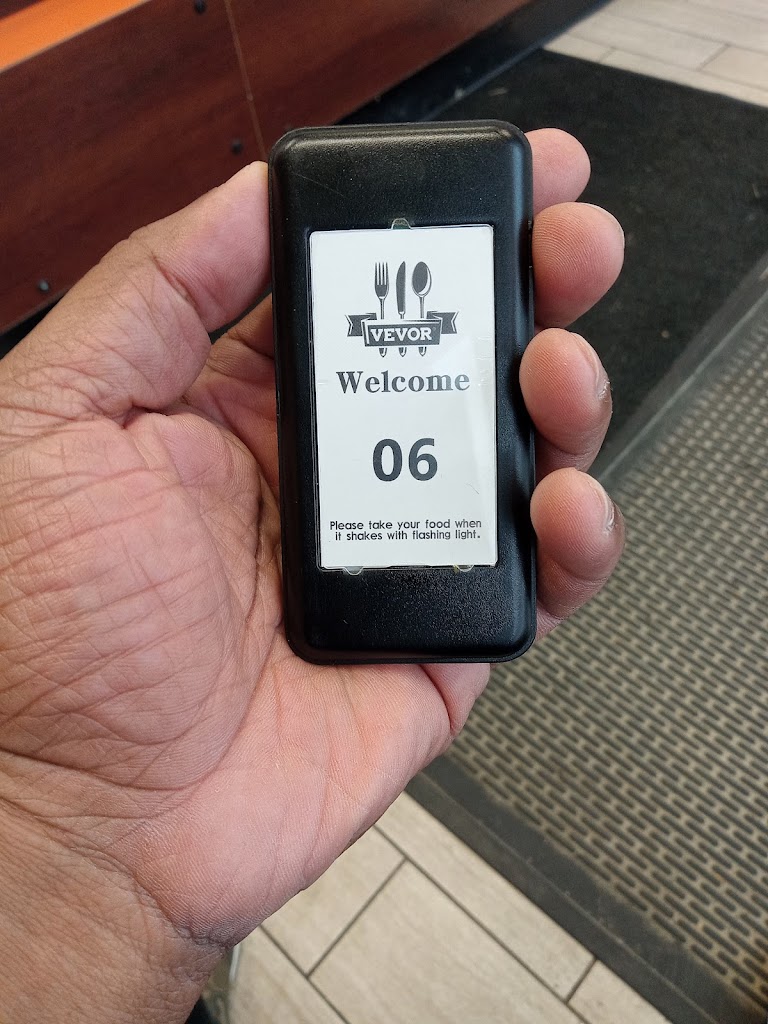 VEVOR
Welcome
06
Please take your food when
it shakes with flashing light.